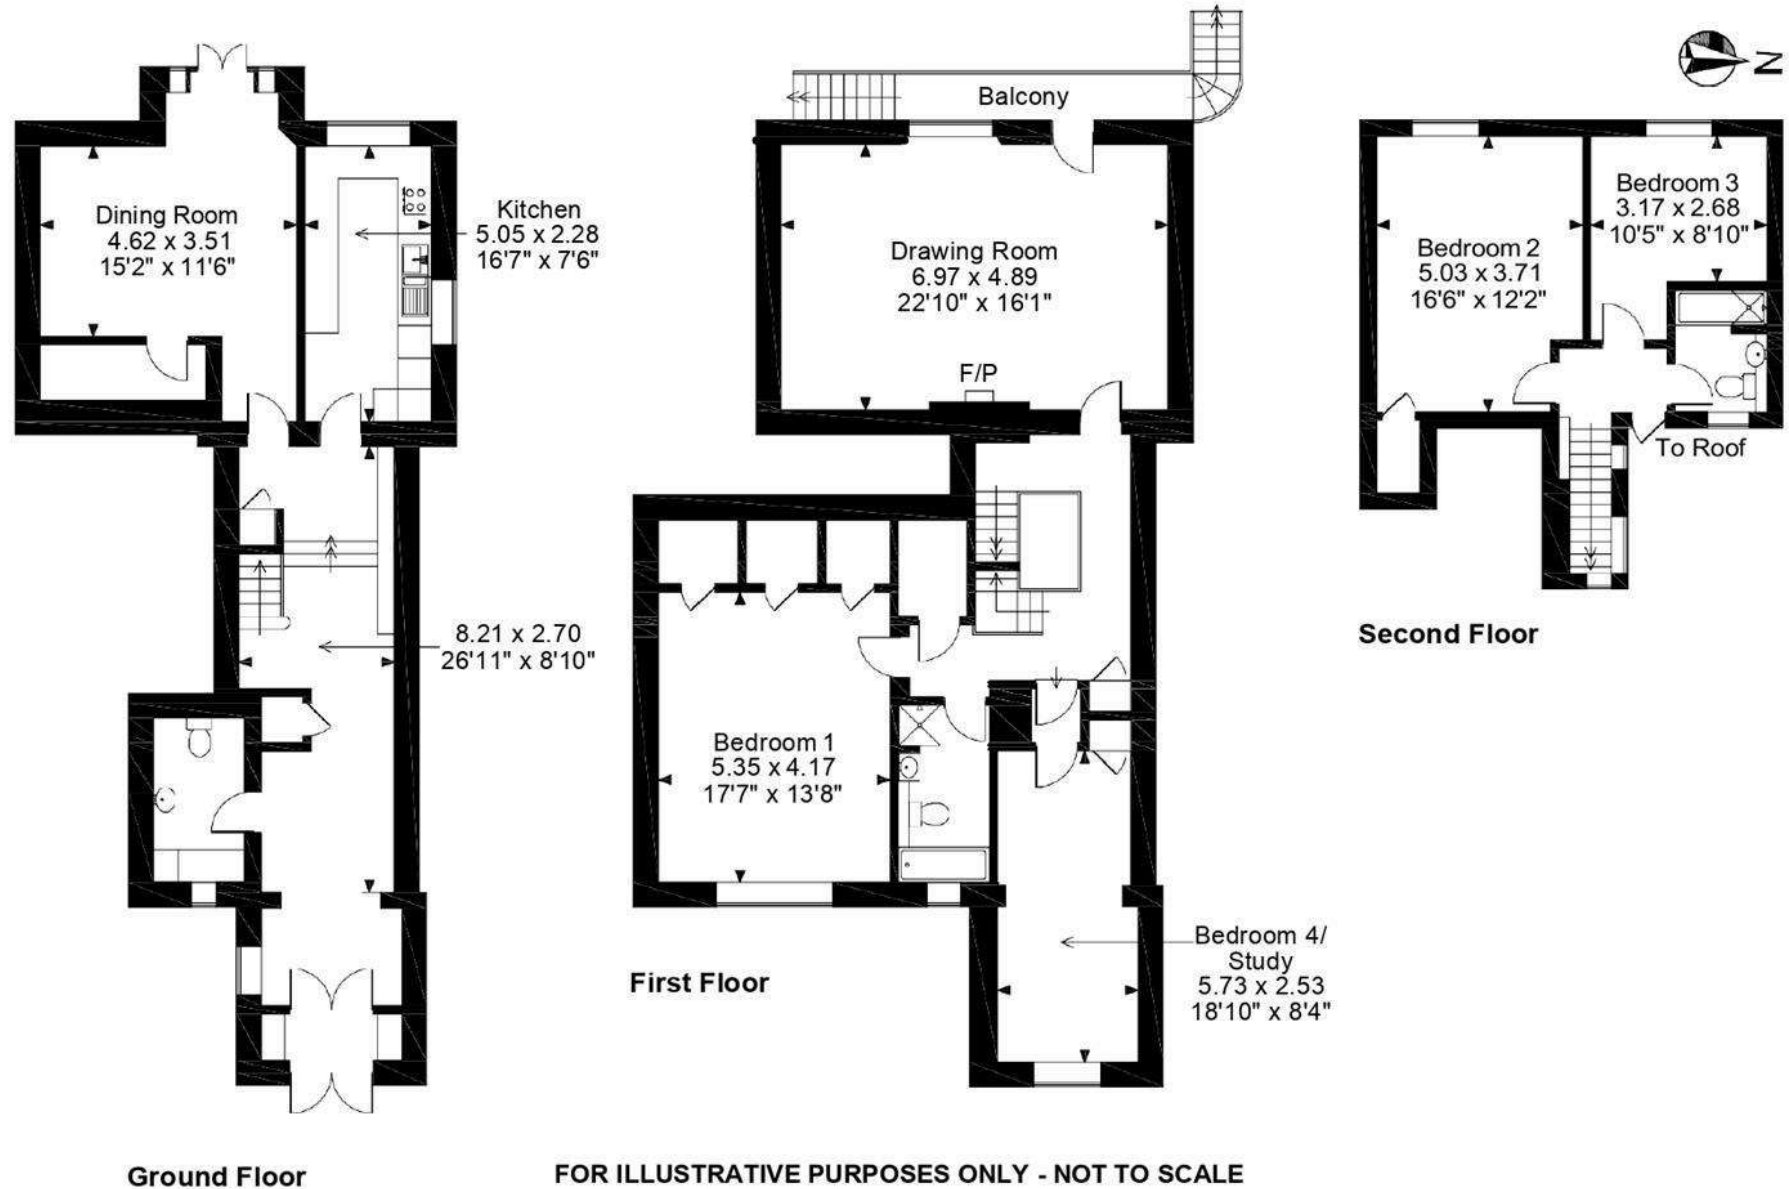 N
Balcony
Dining Room
4.62 x 3.51
15'2" x 11'6"
Kitchen
5.05 x 2.28
16'7" x 7'6"
Drawing Room
6.97 x 4.89
22'10" x 16'1"
F/P
Bedroom 2
5.03 x 3.71
16'6" x 12'2"
Bedroom 3
3.17 x 2.68
10'5" x 8'10"
To Roof
Second Floor
8.21 x 2.70
26'11" x 8'10"
Bedroom 1
5.35 x 4.17
17'7" x 13'8"
Bedroom 4/
Study
5.73 x 2.53
18'10" x 8'4"
First Floor
Ground Floor
FOR ILLUSTRATIVE PURPOSES ONLY - NOT TO SCALE